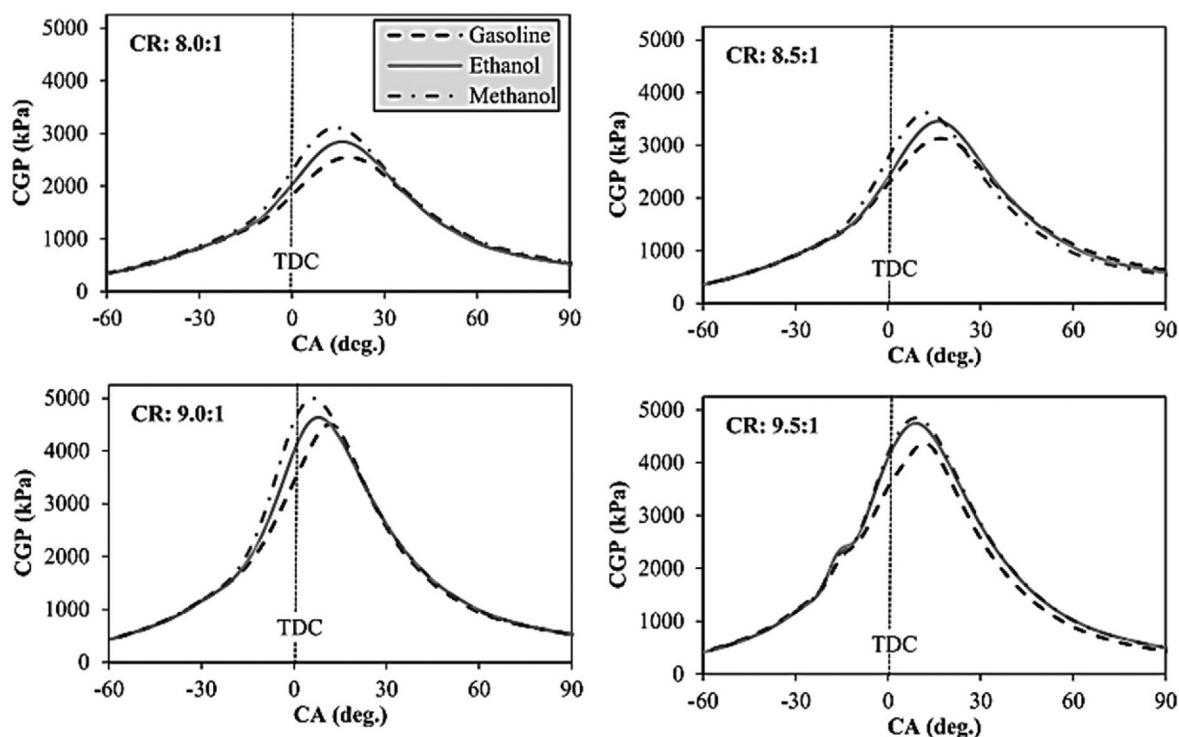 CR: 8.0:1
Gasoline
Ethanol
Methanol
CGP (kPa)
5000
4000
3000
2000
1000
0
TDC
-60 -30 0 30 60 90
CA (deg.)
CR: 8.5:1
CGP (kPa)
5000
4000
3000
2000
1000
0
TDC
-60 -30 0 30 60 90
CA (deg.)
CR: 9.0:1
CGP (kPa)
5000
4000
3000
2000
1000
0
TDC
-60 -30 0 30 60 90
CA (deg.)
CR: 9.5:1
CGP (kPa)
5000
4000
3000
2000
1000
0
TDC
-60 -30 0 30 60 90
CA (deg.)